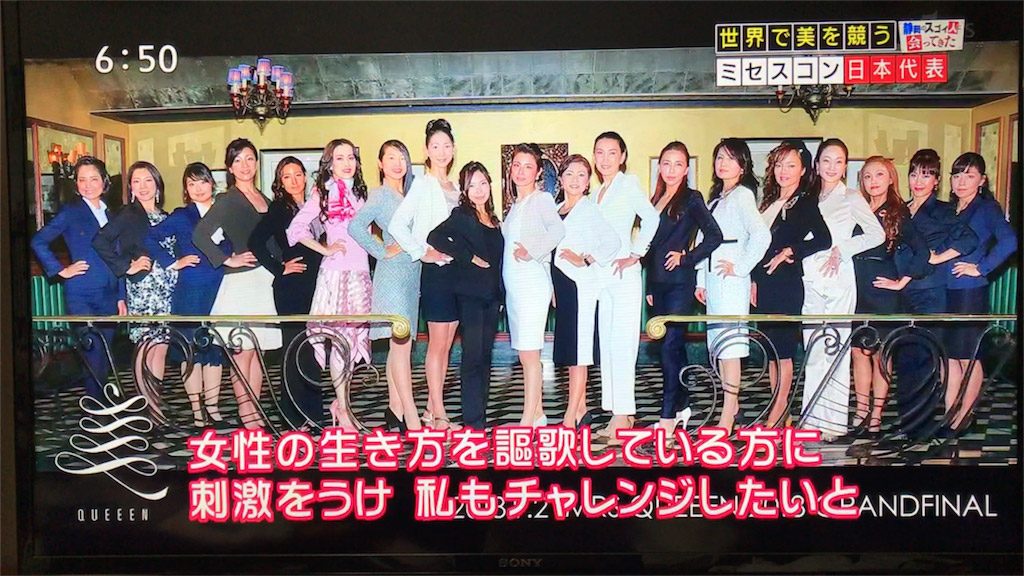 6:50
世界で美を競う
静岡のスゴイ人に
会ってきた
ミセスコン日本代表
女性の生き方を謳歌している方に
刺激をうけ 私もチャレンジしたいと
QUEEEN
GRANDFINAL
SONY